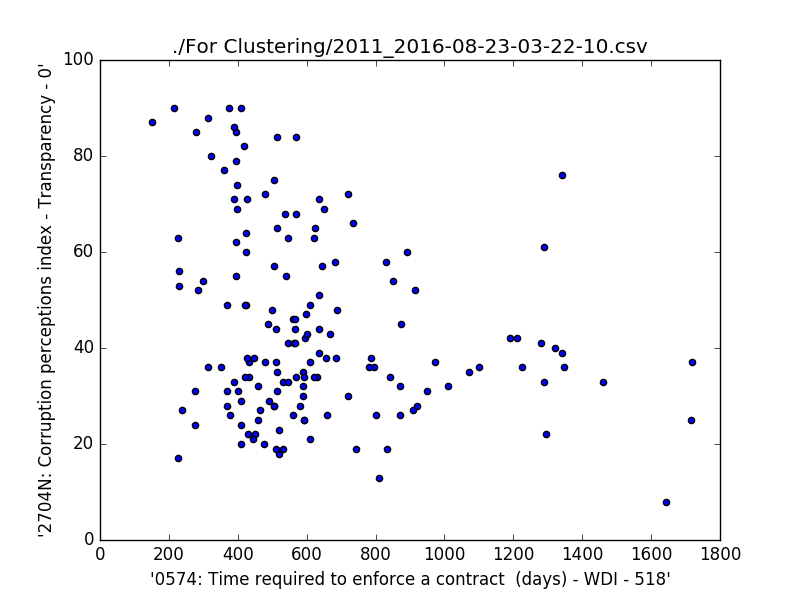 ./For Clustering/2011_2016-08-23-03-22-10.csv
100
80
60
40
20
0
0 200 400 600 800 1000 1200 1400 1600 1800
'2704N: Corruption perceptions index - Transparency - 0'
'0574: Time required to enforce a contract  (days) - WDI - 518'